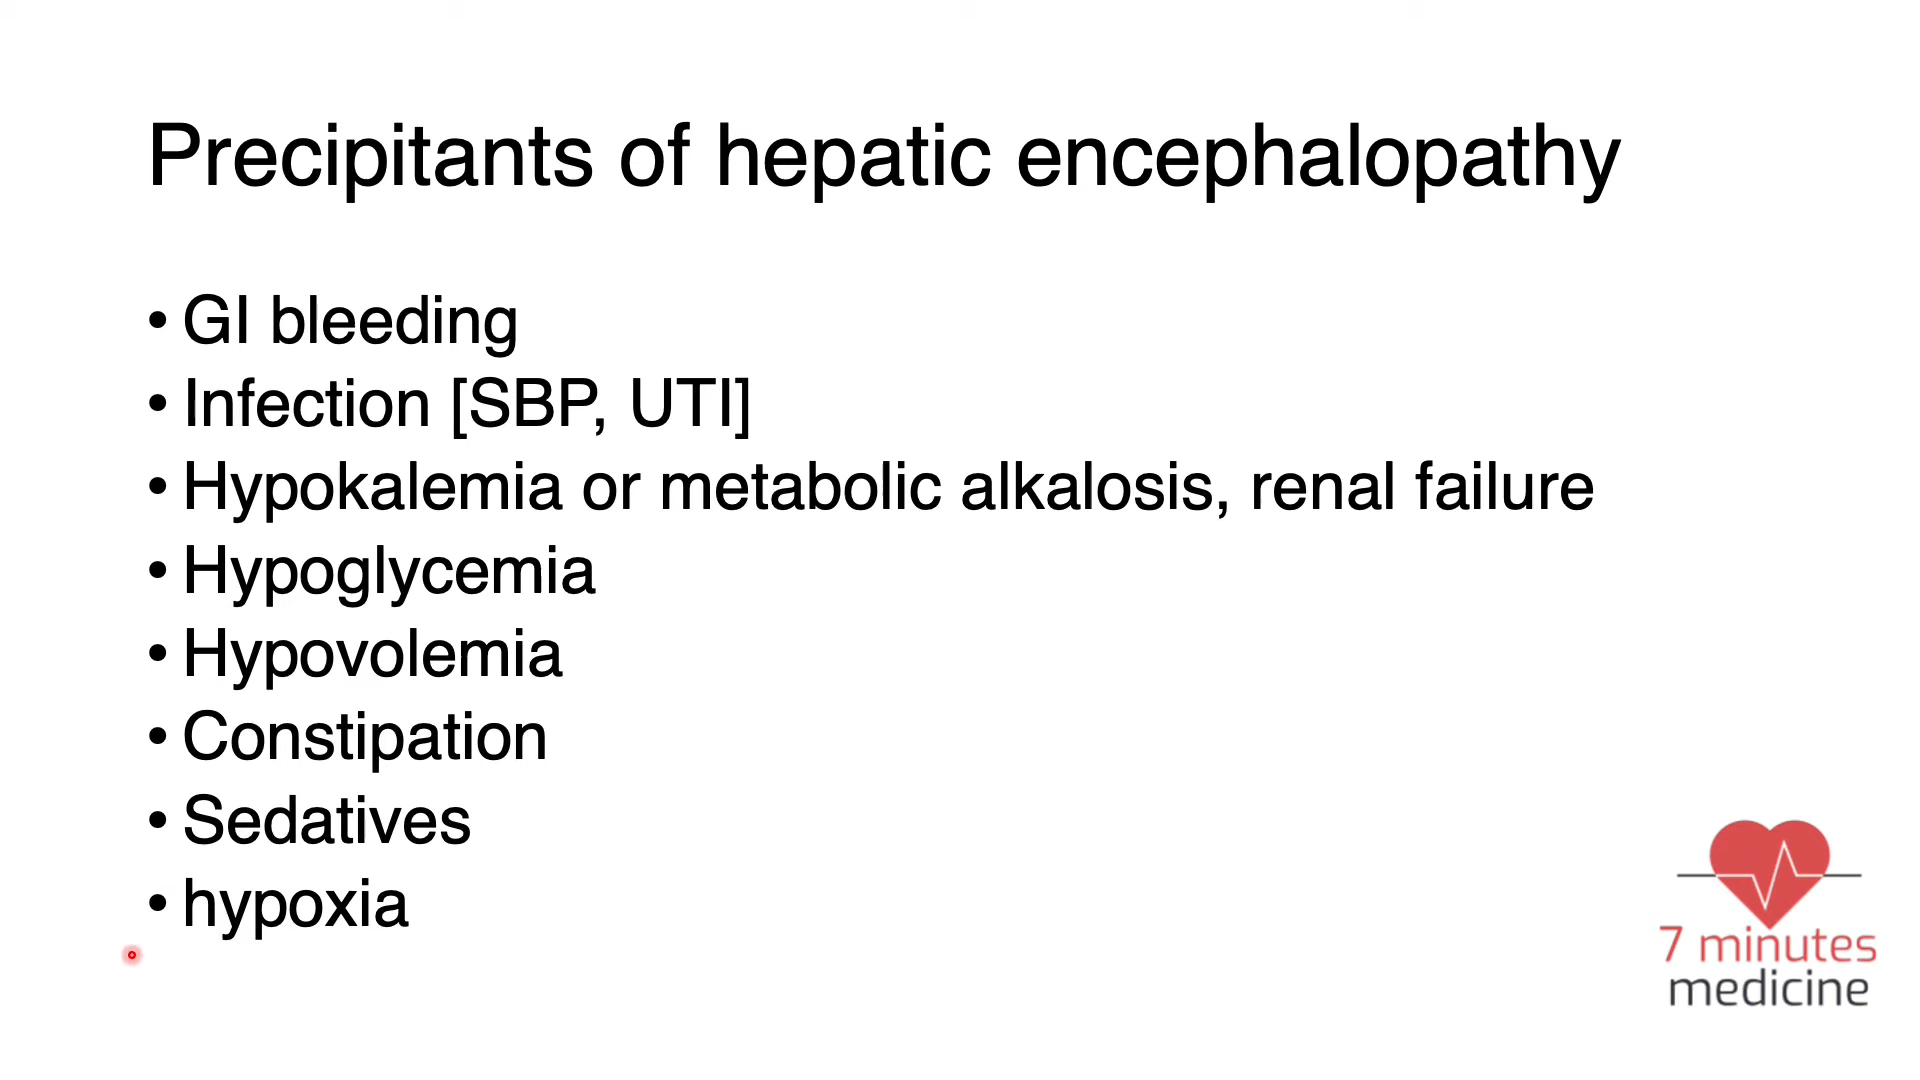 Precipitants of hepatic encephalopathy
• GI bleeding
• Infection [SBP, UTI]
• Hypokalemia or metabolic alkalosis, renal failure
• Hypoglycemia
• Hypovolemia
• Constipation
• Sedatives
• hypoxia
7 minutes
medicine